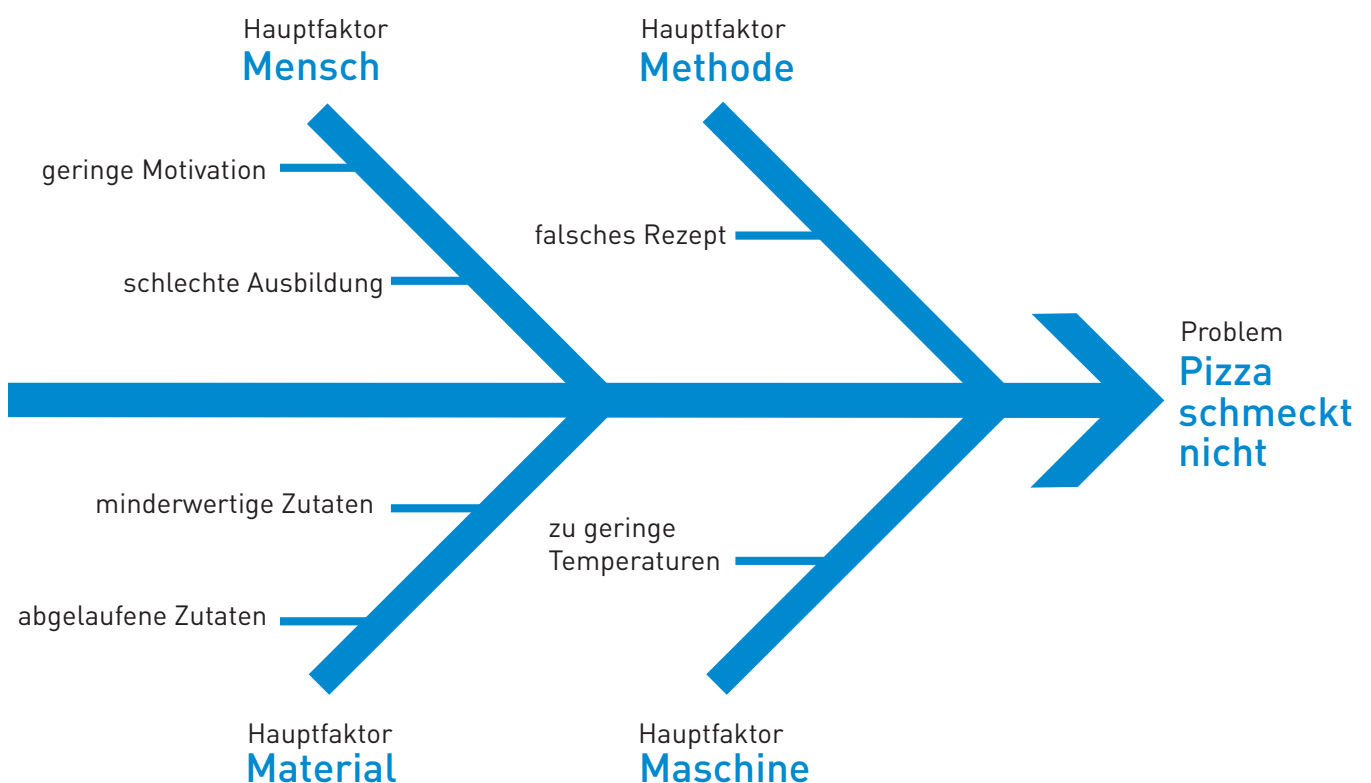 Hauptfaktor
Mensch
Hauptfaktor
Methode
geringe Motivation
schlechte Ausbildung
falsches Rezept
Problem
Pizza
schmeckt
nicht
minderwertige Zutaten
abgelaufene Zutaten
zu geringe
Temperaturen
Hauptfaktor
Material
Hauptfaktor
Maschine